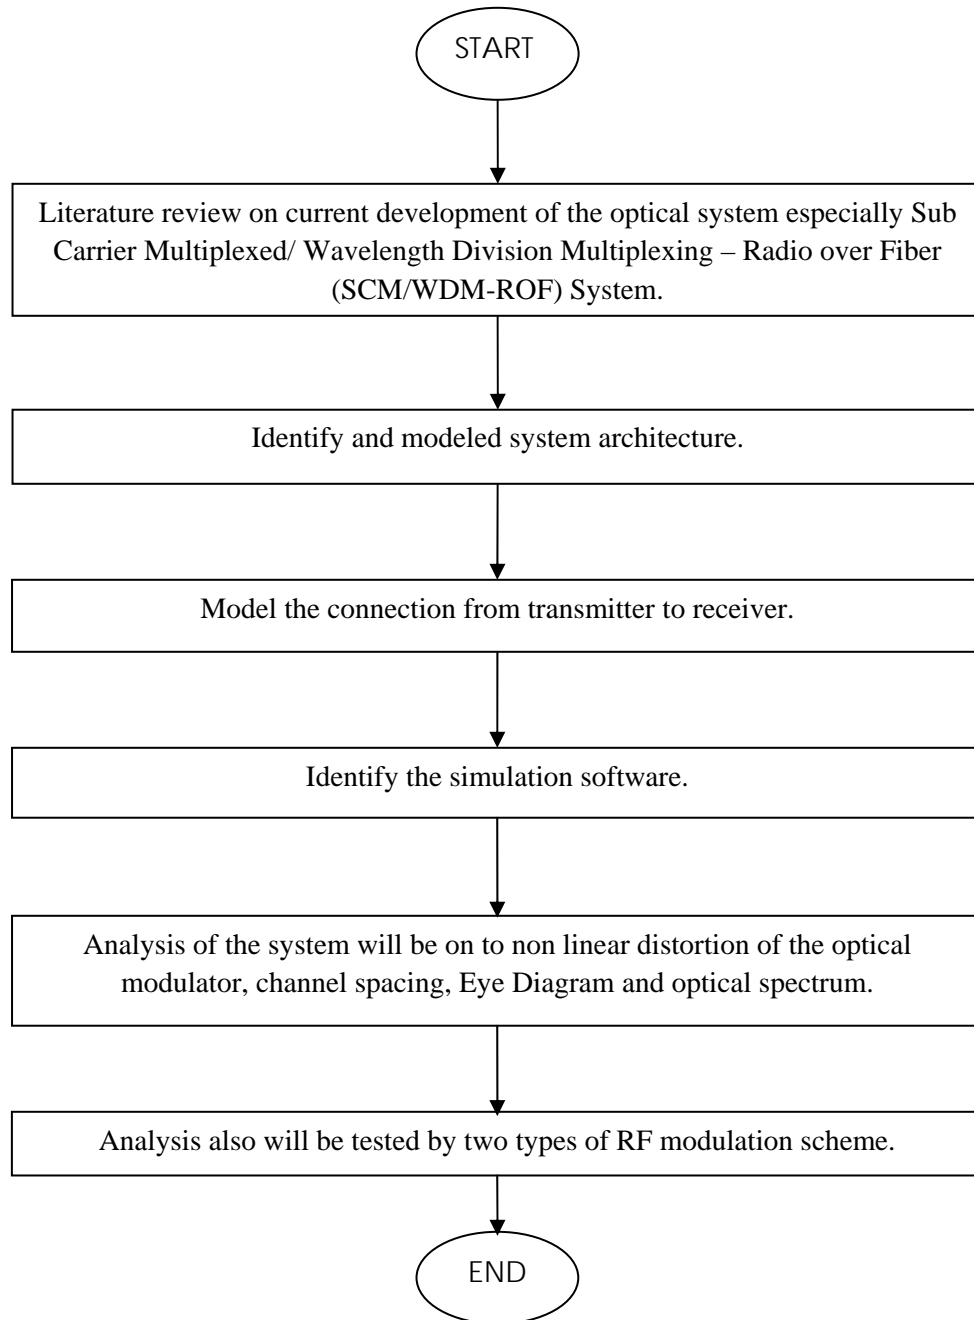 START
Literature review on current development of the optical system especially Sub
Carrier Multiplexed/ Wavelength Division Multiplexing – Radio over Fiber
(SCM/WDM-ROF) System.
Identify and modeled system architecture.
Model the connection from transmitter to receiver.
Identify the simulation software.
Analysis of the system will be on to non linear distortion of the optical
modulator, channel spacing, Eye Diagram and optical spectrum.
Analysis also will be tested by two types of RF modulation scheme.
END